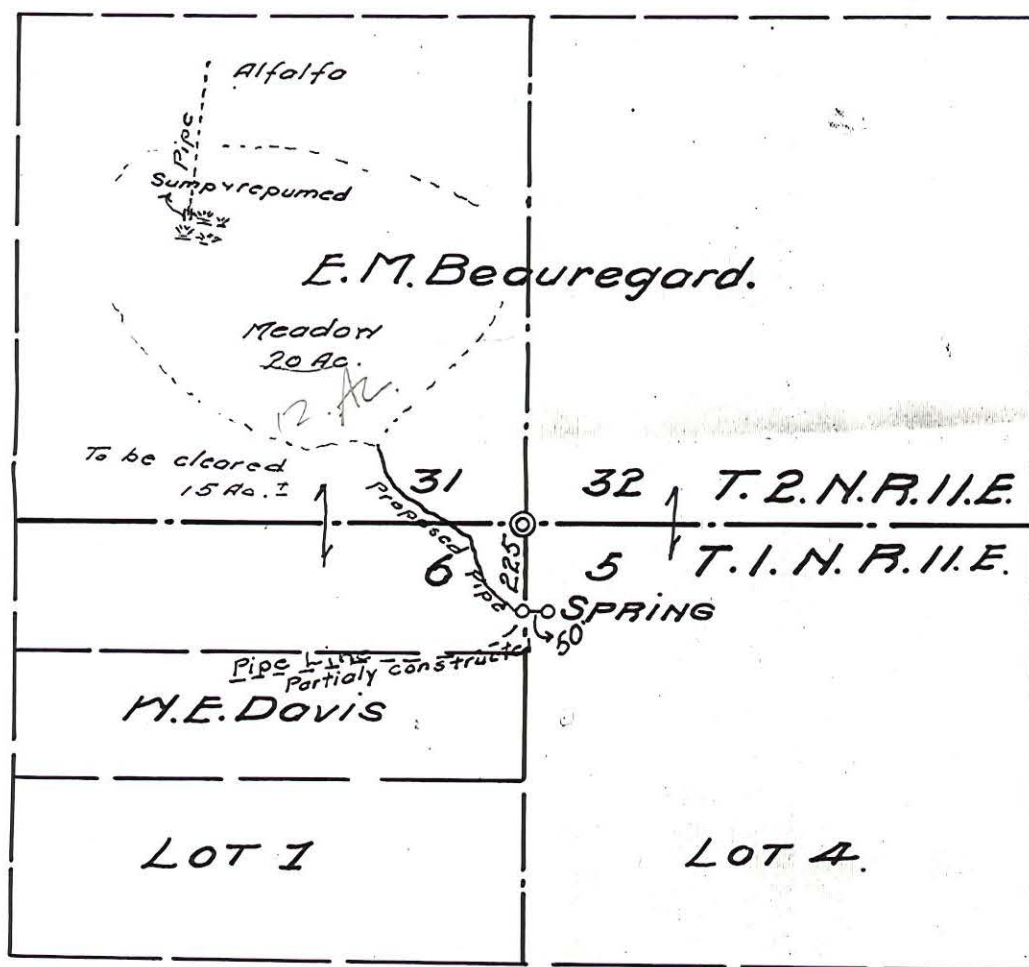 Alfalfa
Pipe
Sump & repumed
E. M. Beauregard.
Meadow
20 Ac.
12. Ac.
To be cleared
15 Ac. ±
31
32
T. 2. N. R. 11. E.
Proposed Pipe
6
225
5
T. 1. N. R. 11. E.
SPRING
50
Pipe Line
Partialy constructe
W. E. Davis
LOT 1
LOT 4.